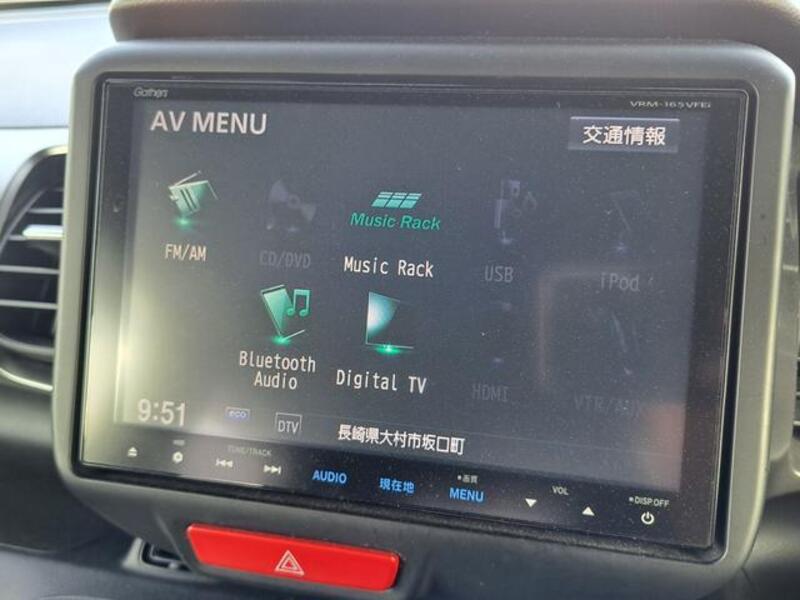 Gathers
VRM-165VFEi
AV MENU
交通情報
FM/AM
CD/DVD
Music Rack
Music Rack
USB
iPod
Bluetooth
Audio
Digital TV
HDMI
VTR/AUX
9:51
eco
DTV
長崎県大村市坂口町
TUNE/TRACK
AUDIO
現在地
画質
MENU
VOL
DISP OFF